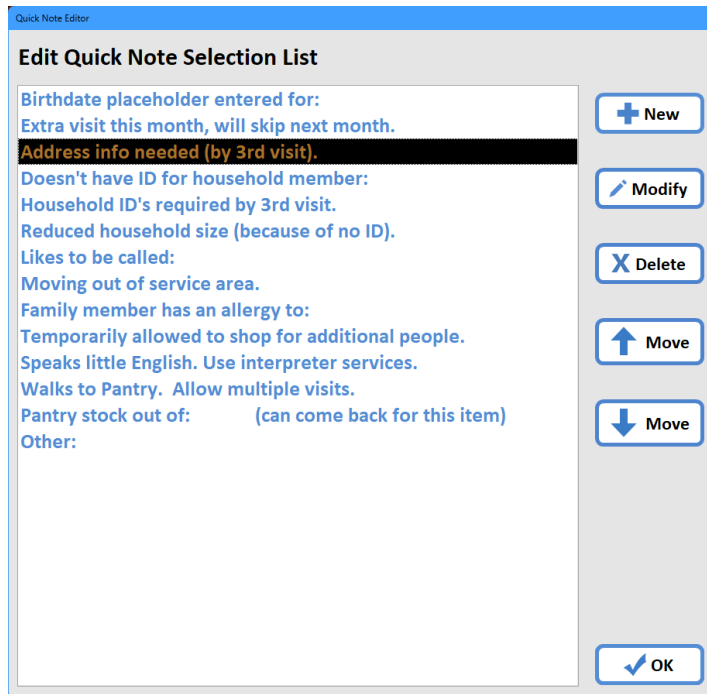 Quick Note Editor
Edit Quick Note Selection List
Birthdate placeholder entered for:
Extra visit this month, will skip next month.
Address info needed (by 3rd visit).
Doesn't have ID for household member:
Household ID's required by 3rd visit.
Reduced household size (because of no ID).
Likes to be called:
Moving out of service area.
Family member has an allergy to:
Temporarily allowed to shop for additional people.
Speaks little English. Use interpreter services.
Walks to Pantry.  Allow multiple visits.
Pantry stock out of:            (can come back for this item)
Other:
New
Modify
Delete
Move
Move
OK